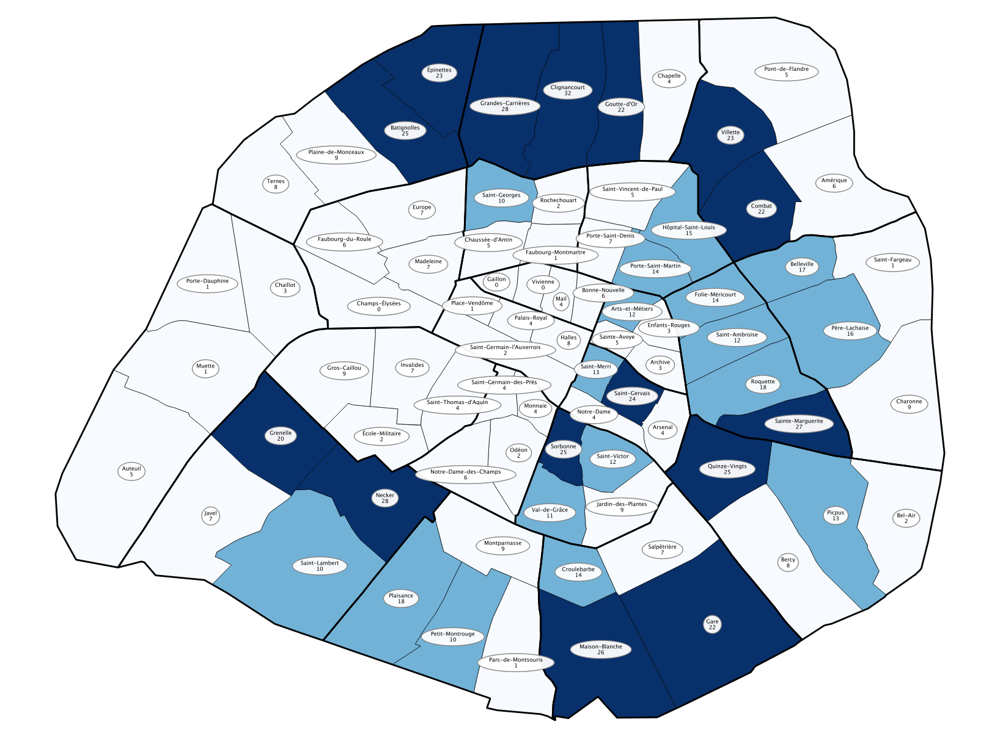 Épinettes
23
Pont-de-Flandre
5
Chapelle
4
Clignancourt
32
Grandes-Carrières
28
Goutte-d'Or
22
Batignolles
25
Villette
23
Plaine-de-Monceaux
9
Ternes
8
Amérique
6
Saint-Vincent-de-Paul
5
Saint-Georges
10
Rochechouart
2
Europe
7
Combat
22
Hôpital-Saint-Louis
15
Porte-Saint-Denis
7
Faubourg-du-Roule
6
Chaussée-d'Antin
5
Faubourg-Montmartre
1
Madeleine
7
Porte-Saint-Martin
14
Belleville
17
Saint-Fargeau
1
Porte-Dauphine
1
Chaillot
3
Gaillon
0
Vivienne
0
Bonne-Nouvelle
6
Folie-Méricourt
14
Mail
4
Champs-Élysées
0
Place-Vendôme
1
Arts-et-Métiers
12
Palais-Royal
4
Enfants-Rouges
3
Père-Lachaise
16
Sainte-Avoye
5
Saint-Ambroise
12
Halles
8
Saint-Germain-l'Auxerrois
2
Muette
1
Gros-Caillou
9
Invalides
7
Saint-Merri
13
Archive
3
Saint-Germain-des-Prés
4
Roquette
18
Saint-Gervais
24
Saint-Thomas-d'Aquin
4
Monnaie
4
Charonne
9
Notre-Dame
4
Sainte-Marguerite
27
Arsenal
4
Grenelle
20
École-Militaire
2
Odéon
2
Sorbonne
25
Saint-Victor
12
Auteuil
5
Notre-Dame-des-Champs
6
Quinze-Vingts
25
Necker
28
Jardin-des-Plantes
9
Val-de-Grâce
11
Javel
7
Picpus
13
Bel-Air
2
Montparnasse
9
Salpêtrière
7
Saint-Lambert
10
Bercy
8
Croulebarbe
14
Plaisance
18
Gare
22
Petit-Montrouge
10
Maison-Blanche
26
Parc-de-Montsouris
1